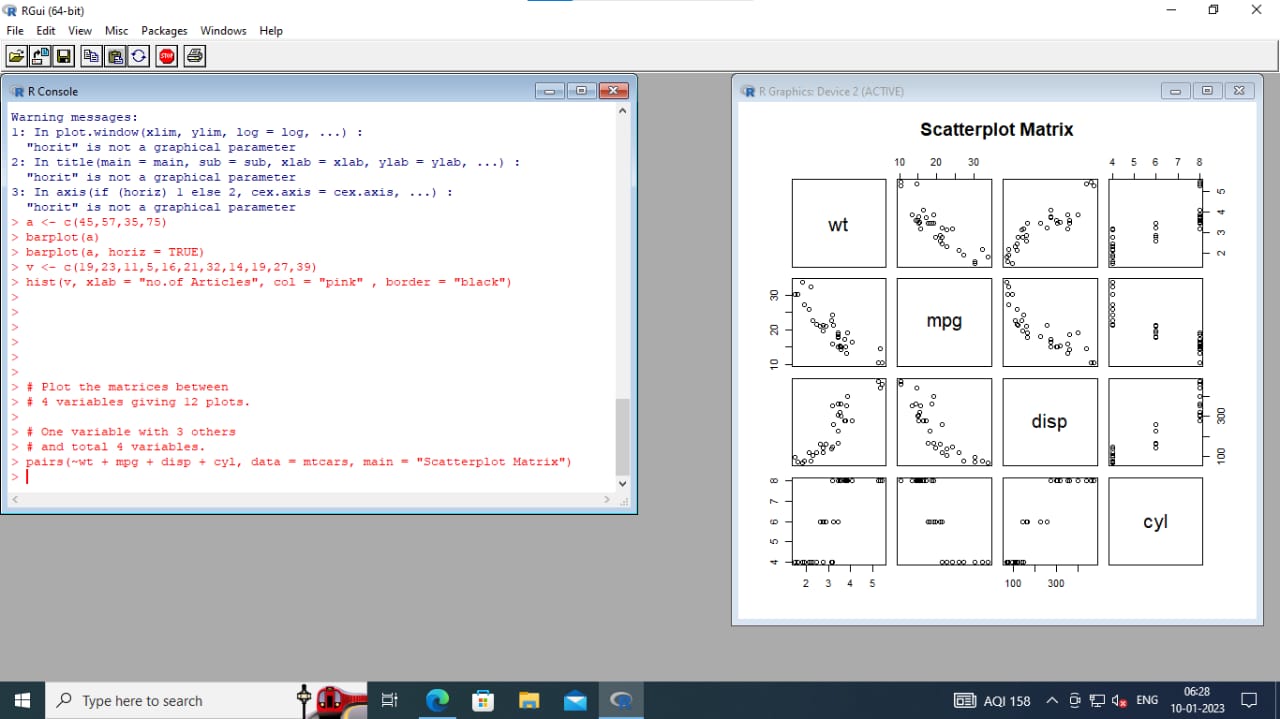 RGui (64-bit)
File Edit View Misc Packages Windows Help
STOP
R Console
Warning messages:
1: In plot.window(xlim, ylim, log = log, ...) :
  "horit" is not a graphical parameter
2: In title(main = main, sub = sub, xlab = xlab, ylab = ylab, ...) :
  "horit" is not a graphical parameter
3: In axis(if (horiz) 1 else 2, cex.axis = cex.axis, ...) :
  "horit" is not a graphical parameter
> a <- c(45,57,35,75)
> barplot(a)
> barplot(a, horiz = TRUE)
> v <- c(19,23,11,5,16,21,32,14,19,27,39)
> hist(v, xlab = "no.of Articles", col = "pink" , border = "black")
>
>
>
>
>
>
> # Plot the matrices between
> # 4 variables giving 12 plots.
>
> # One variable with 3 others
> # and total 4 variables.
> pairs(~wt + mpg + disp + cyl, data = mtcars, main = "Scatterplot Matrix")
>
R Graphics: Device 2 (ACTIVE)
Scatterplot Matrix
10 20 30
4 5 6 7 8
wt
2 3 4 5
10 20 30
mpg
disp
100 300
4 5 6 7 8
cyl
2 3 4 5
100 300
Type here to search
AQI 158
ENG
06:28
10-01-2023